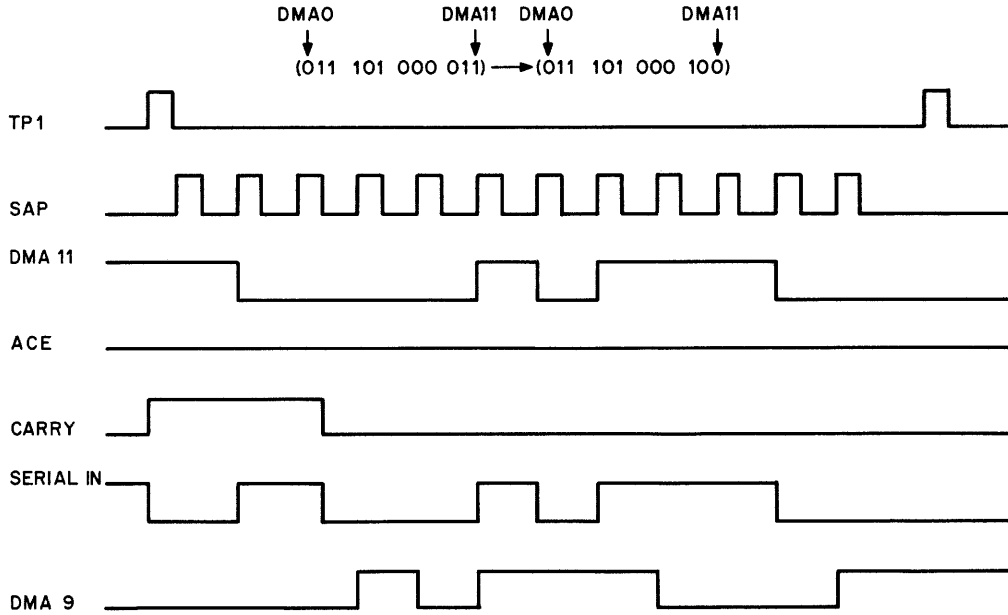 DMA0 DMA11 DMA0 DMA11
(011 101 000 011) (011 101 000 100)
TP1
SAP
DMA 11
ACE
CARRY
SERIAL IN
DMA 9